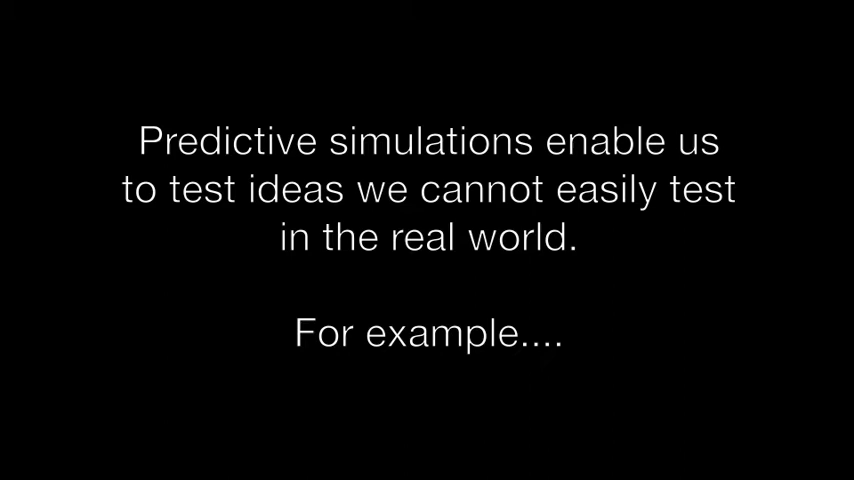 Predictive simulations enable us
to test ideas we cannot easily test
in the real world.
For example....